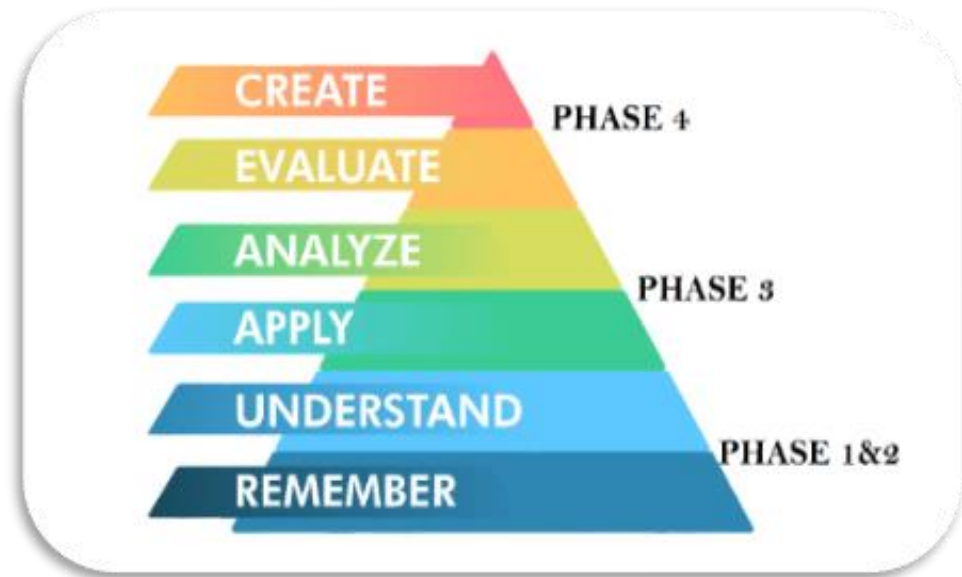 CREATE
PHASE 4
EVALUATE
ANALYZE
PHASE 3
APPLY
UNDERSTAND
PHASE 1&2
REMEMBER